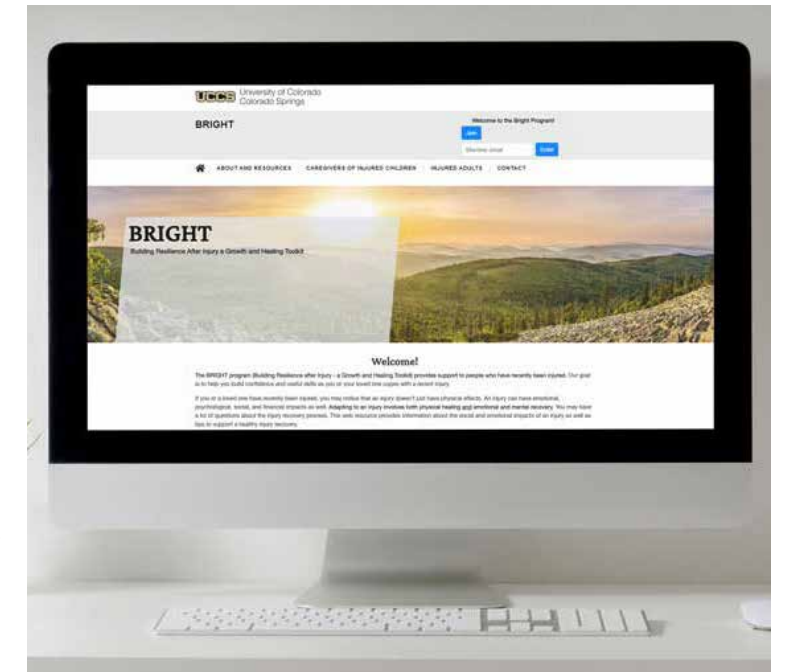 UCCS University of Colorado
Colorado Springs
BRIGHT
Welcome to the Bright Program!
Join
Enter
ABOUT AND RESOURCES CAREGIVERS OF INJURED CHILDREN INJURED ADULTS CONTACT
BRIGHT
Building Resilience After Injury a Growth and Healing Toolkit
Welcome!
The BRIGHT program (Building Resilience after Injury - a Growth and Healing Toolkit) provides support to people who have recently been injured. Our goal
is to help you build confidence and useful skills as you or your loved one copes with a recent injury.
If you or a loved one have recently been injured, you may notice that an injury doesn't just have physical effects. An injury can have emotional,
psychological, social, and financial impacts as well. Adapting to an injury involves both physical healing and emotional and mental recovery. You may have
a lot of questions about the injury recovery process. This web resource provides information about the social and emotional impacts of an injury as well as
tips to support a healthy injury recovery.